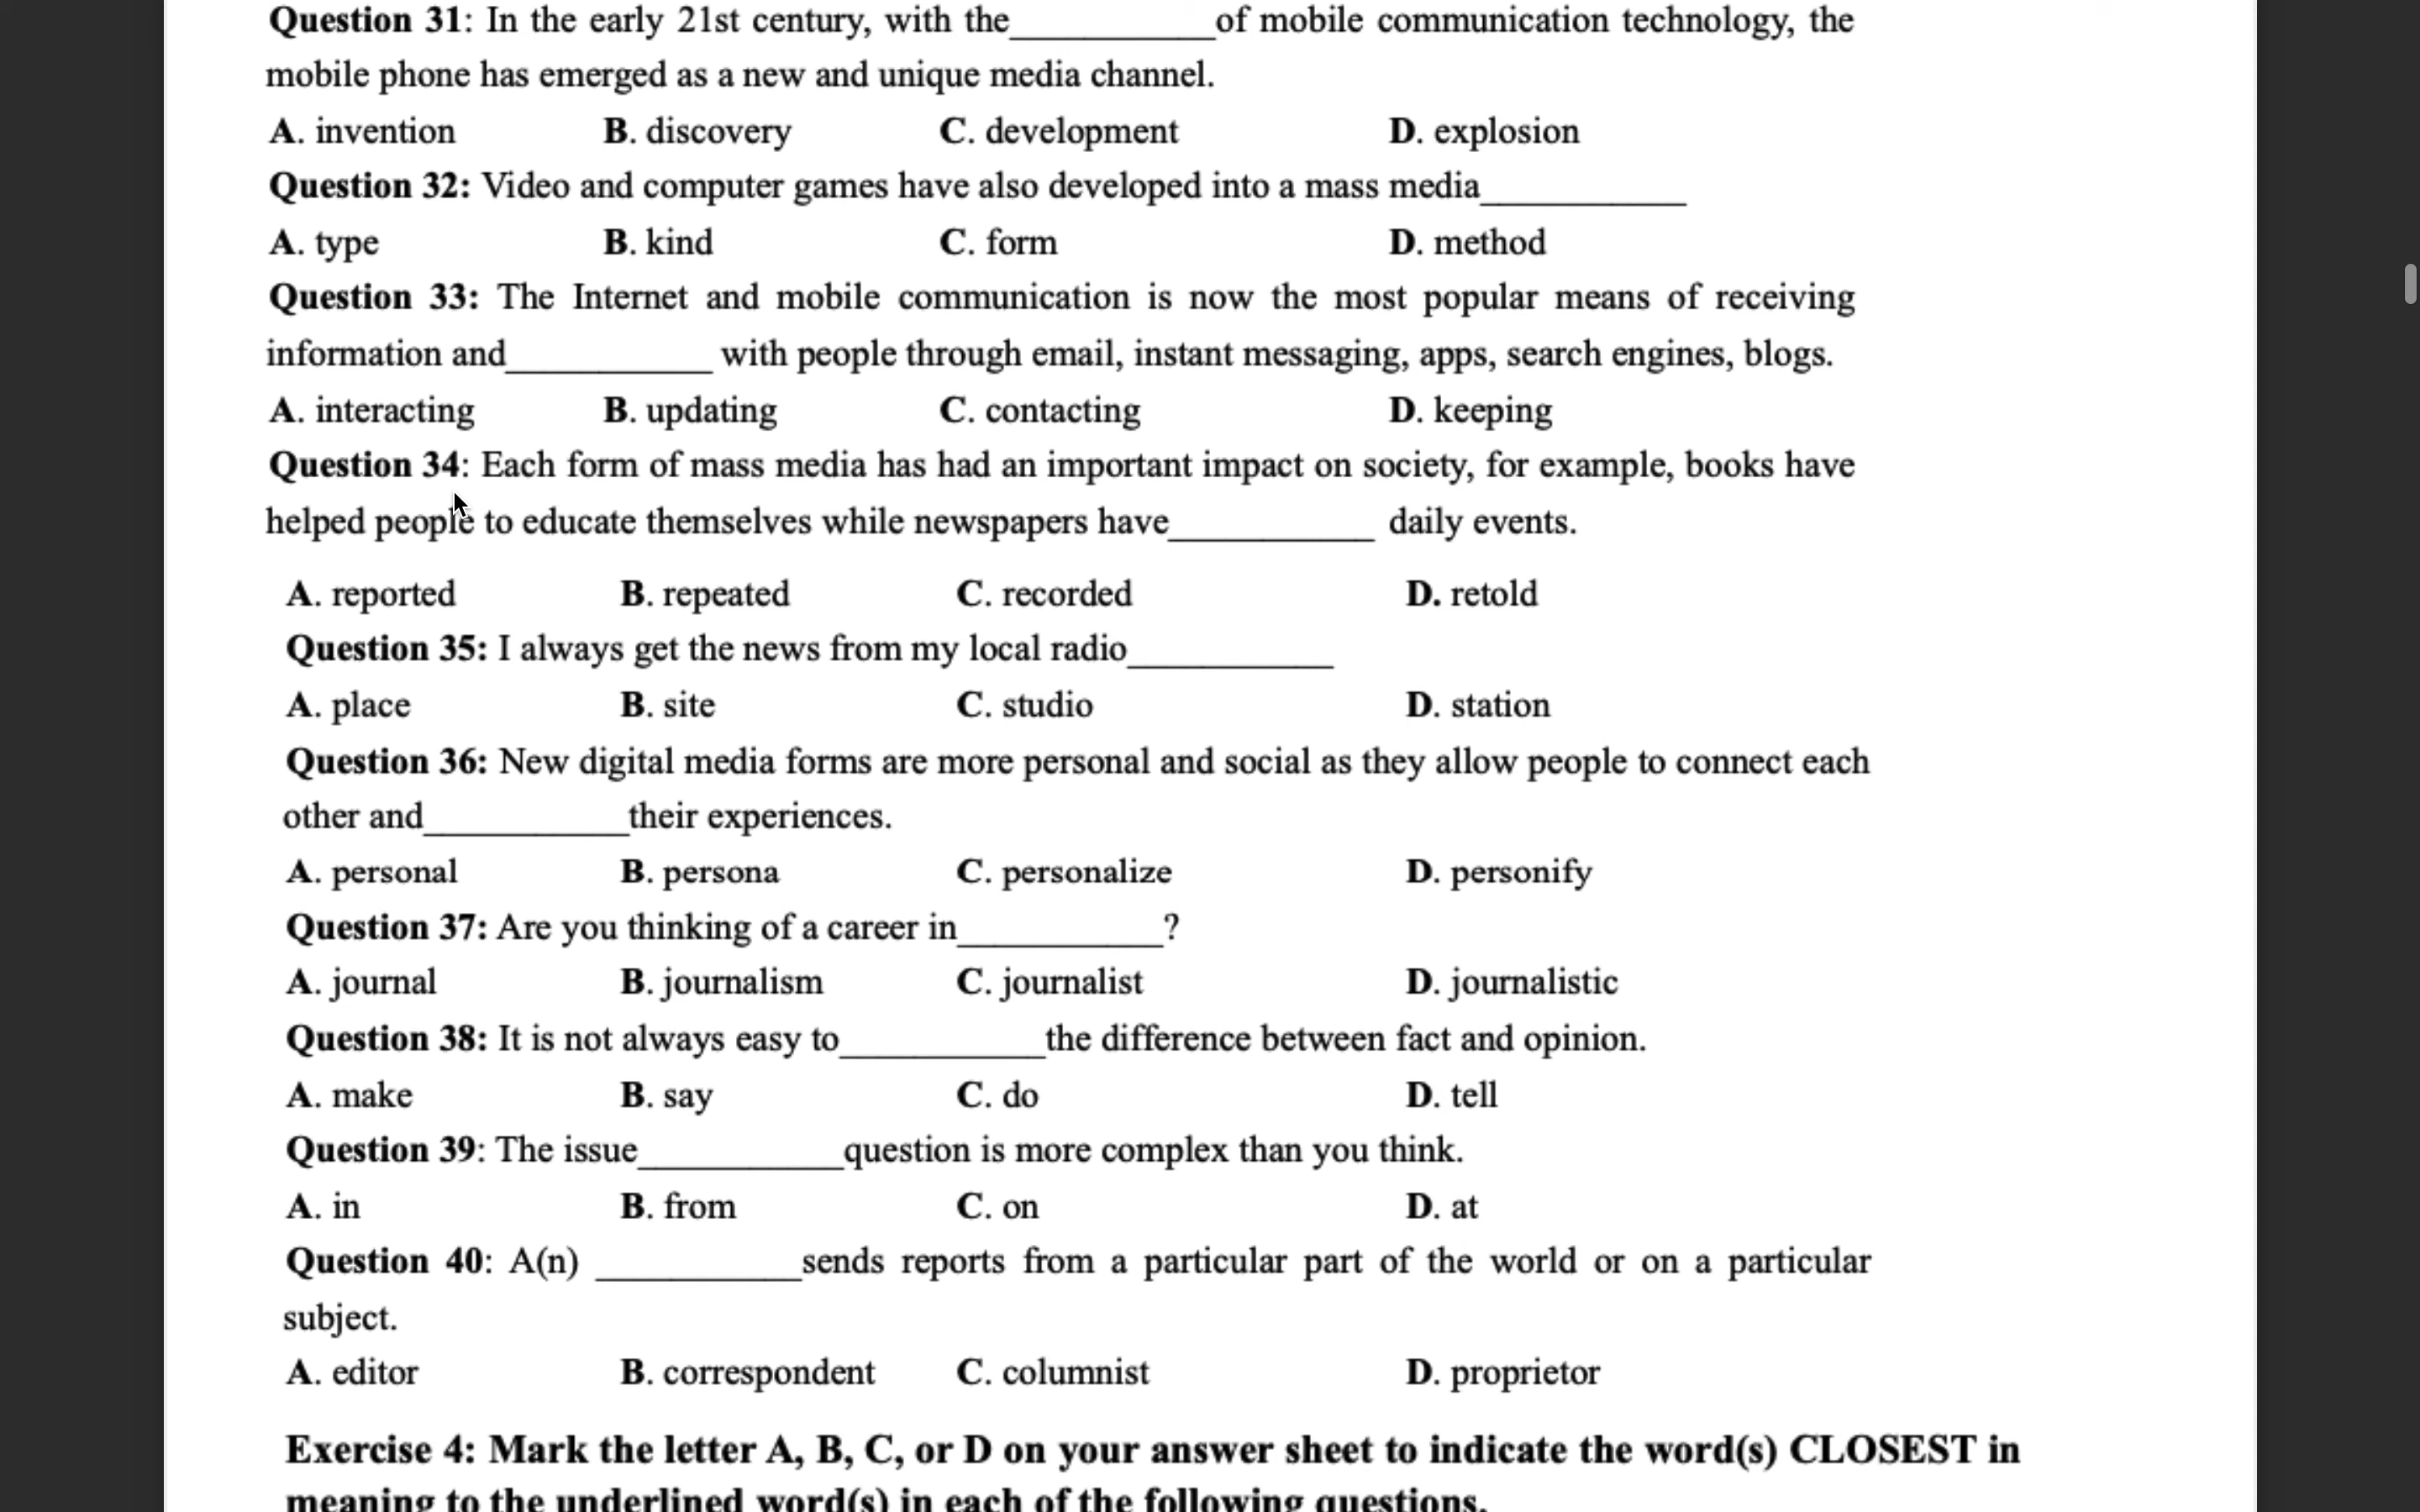 Question 31: In the early 21st century, with the___________of mobile communication technology, the
mobile phone has emerged as a new and unique media channel.
A. invention B. discovery C. development D. explosion
Question 32: Video and computer games have also developed into a mass media___________
A. type B. kind C. form D. method
Question 33: The Internet and mobile communication is now the most popular means of receiving
information and___________ with people through email, instant messaging, apps, search engines, blogs.
A. interacting B. updating C. contacting D. keeping
Question 34: Each form of mass media has had an important impact on society, for example, books have
helped people to educate themselves while newspapers have___________ daily events.
A. reported B. repeated C. recorded D. retold
Question 35: I always get the news from my local radio___________
A. place B. site C. studio D. station
Question 36: New digital media forms are more personal and social as they allow people to connect each
other and___________their experiences.
A. personal B. persona C. personalize D. personify
Question 37: Are you thinking of a career in___________?
A. journal B. journalism C. journalist D. journalistic
Question 38: It is not always easy to___________the difference between fact and opinion.
A. make B. say C. do D. tell
Question 39: The issue___________question is more complex than you think.
A. in B. from C. on D. at
Question 40: A(n) ___________sends reports from a particular part of the world or on a particular
subject.
A. editor B. correspondent C. columnist D. proprietor
Exercise 4: Mark the letter A, B, C, or D on your answer sheet to indicate the word(s) CLOSEST in
meaning to the underlined word(s) in each of the following questions.